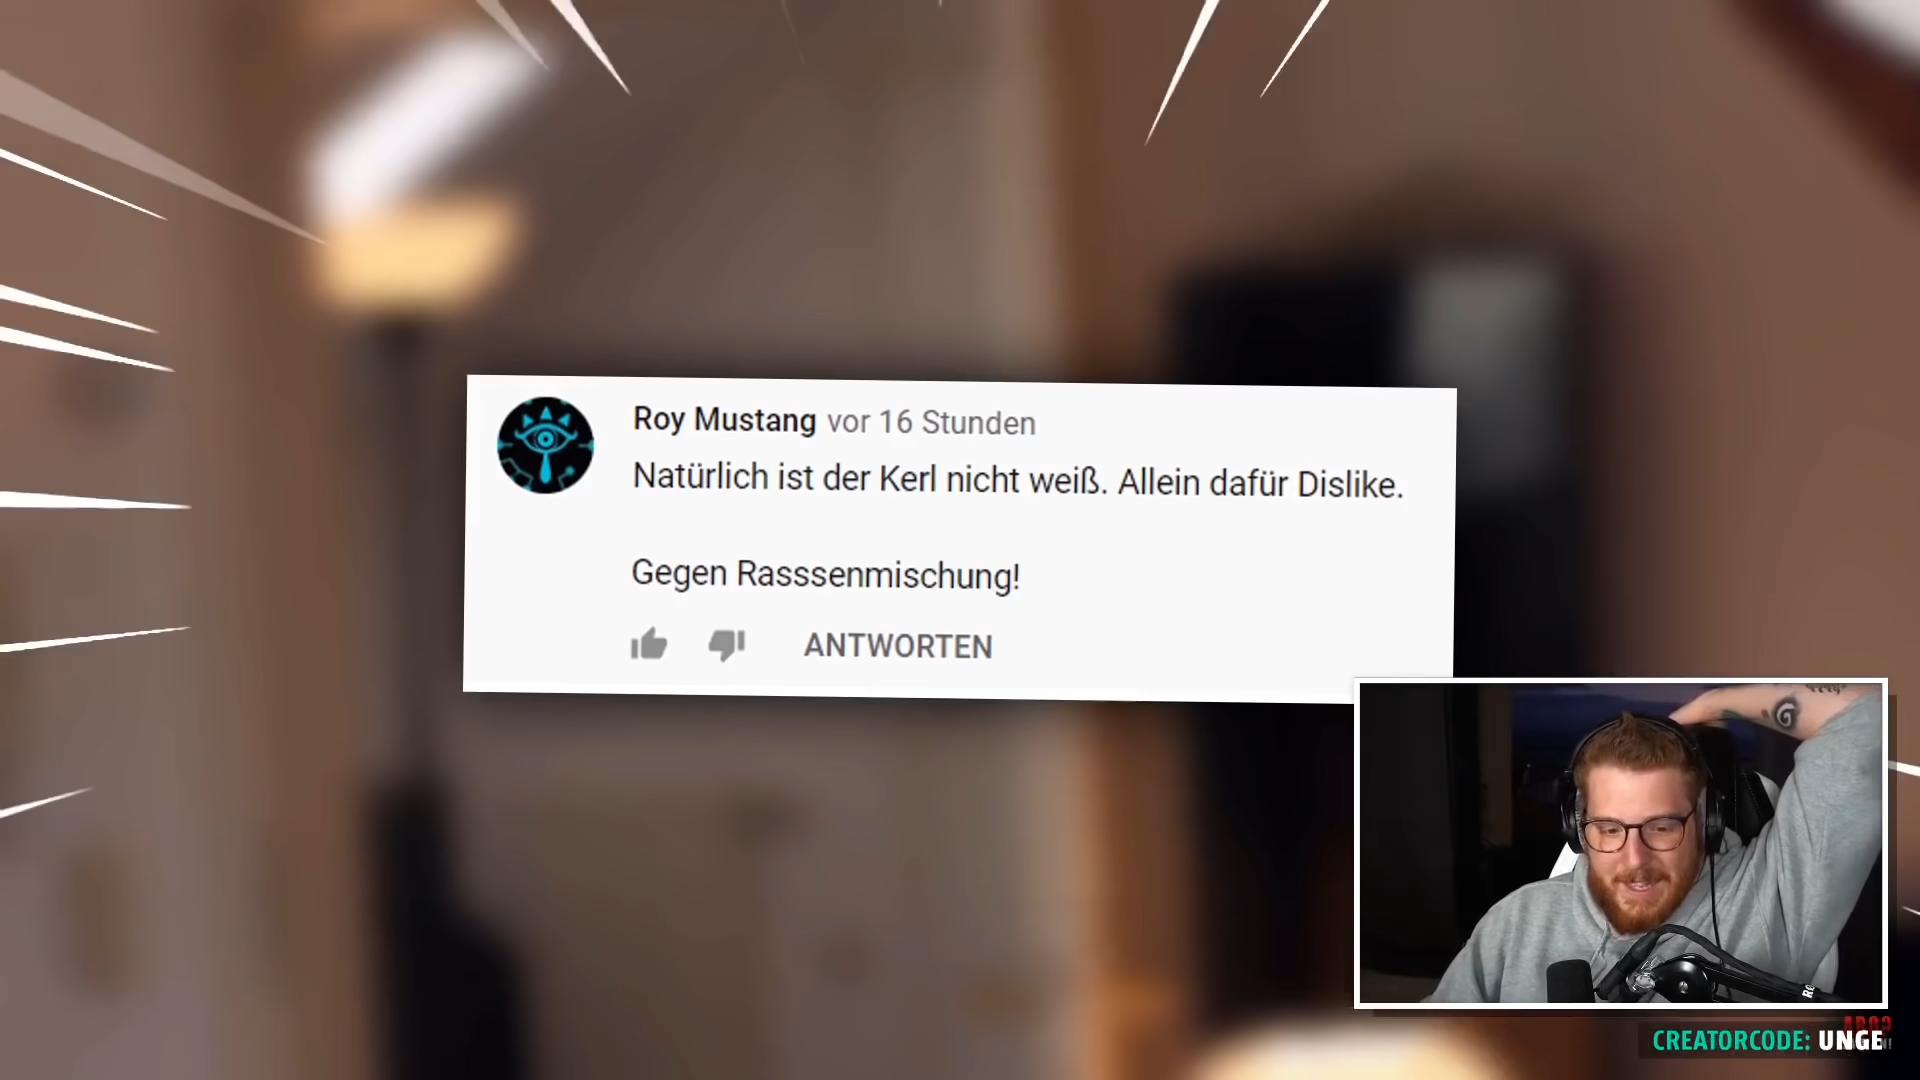 Roy Mustang vor 16 Stunden
Natürlich ist der Kerl nicht weiß. Allein dafür Dislike.
Gegen Rasssenmischung!
ANTWORTEN
CREATORCODE: UNGE